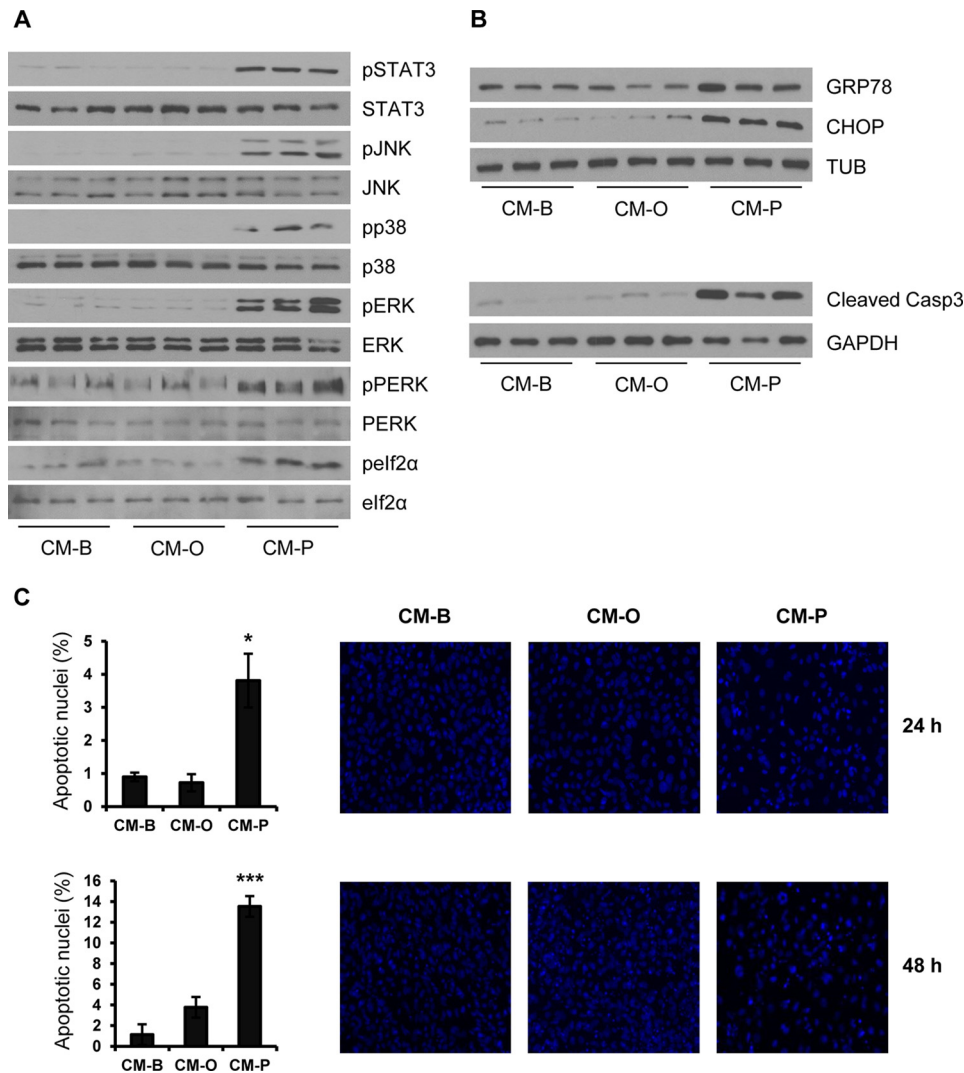 A
pSTAT3
STAT3
pJNK
JNK
pp38
p38
pERK
ERK
pPERK
PERK
peIf2α
eIf2α
CM-B CM-O CM-P
B
GRP78
CHOP
TUB
CM-B CM-O CM-P
Cleaved Casp3
GAPDH
CM-B CM-O CM-P
C
Apoptotic nuclei (%)
5
4
3
2
1
0
*
CM-B CM-O CM-P
CM-B CM-O CM-P
24 h
Apoptotic nuclei (%)
16
14
12
10
8
6
4
2
0
***
CM-B CM-O CM-P
48 h